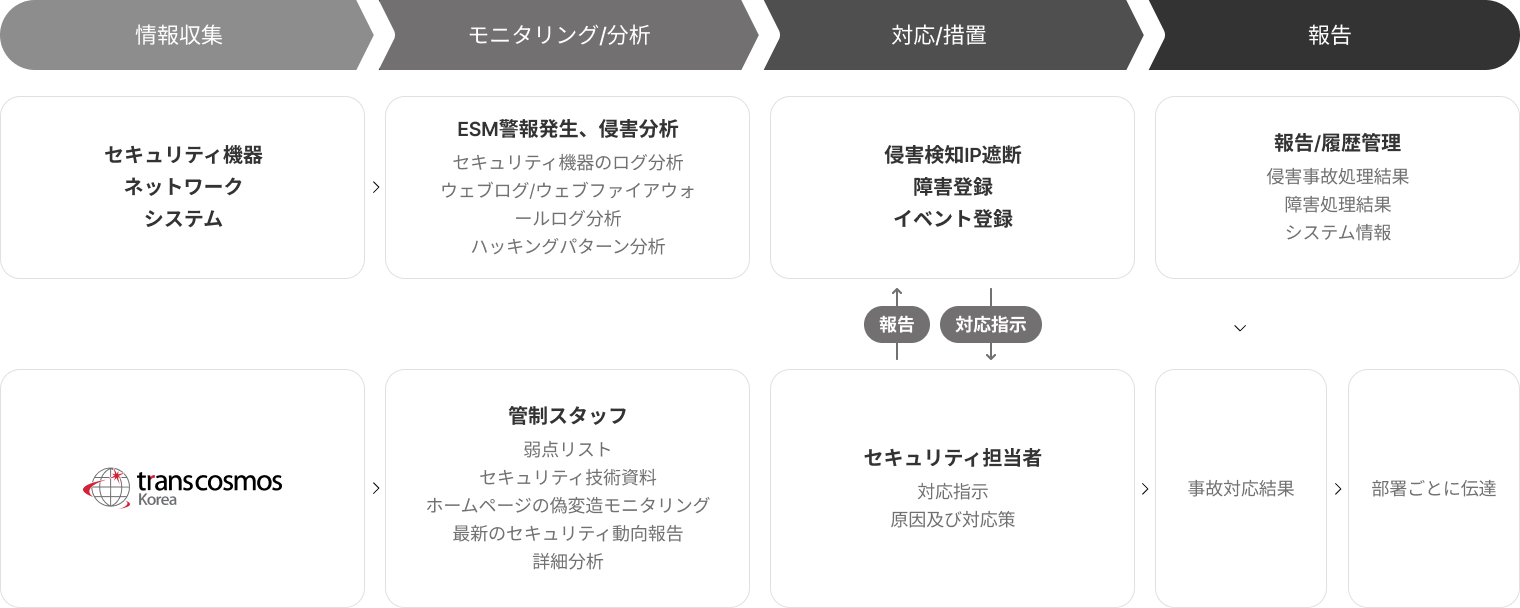 情報収集
モニタリング/分析
対応/措置
報告
セキュリティ機器
ネットワーク
システム
ESM警報発生、侵害分析
セキュリティ機器のログ分析
ウェブログ/ウェブファイアウォ
ールログ分析
ハッキングパターン分析
侵害検知IP遮断
障害登録
イベント登録
報告/履歴管理
侵害事故処理結果
障害処理結果
システム情報
報告
対応指示
transcosmos
Korea
管制スタッフ
弱点リスト
セキュリティ技術資料
ホームページの偽変造モニタリング
最新のセキュリティ動向報告
詳細分析
セキュリティ担当者
対応指示
原因及び対応策
事故対応結果
部署ごとに伝達